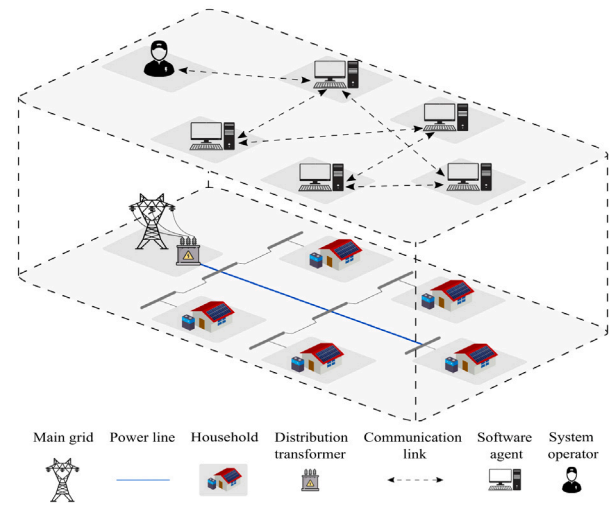 Main grid Power line Household Distribution transformer Communication link Software agent System operator